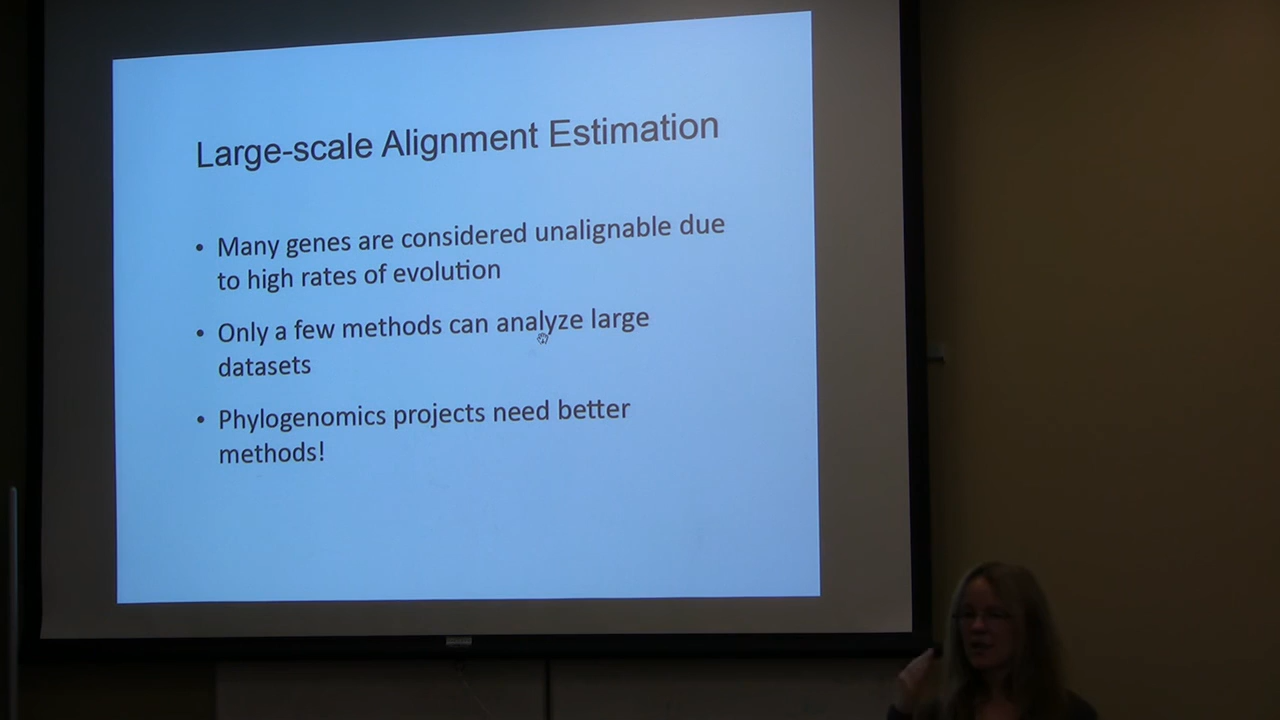 Large-scale Alignment Estimation
• Many genes are considered unalignable due
to high rates of evolution
• Only a few methods can analyze large
datasets
• Phylogenomics projects need better
methods!